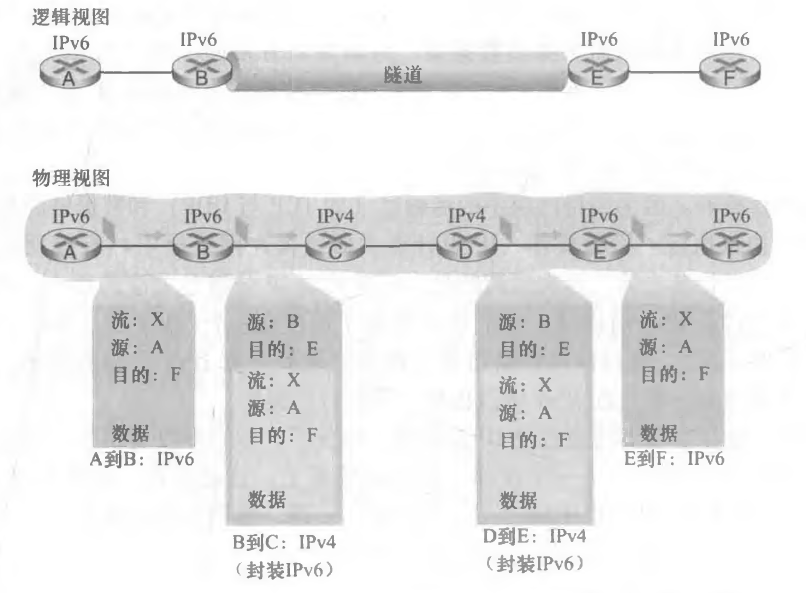 逻辑视图
IPv6 IPv6 IPv6 IPv6
A B 隧道 E F
物理视图
IPv6 IPv6 IPv4 IPv4 IPv6 IPv6
A B C D E F
流: X
源: A
目的: F
数据
A到B: IPv6
源: B
目的: E
流: X
源: A
目的: F
数据
B到C: IPv4
（封装IPv6）
源: B
目的: E
流: X
源: A
目的: F
数据
D到E: IPv4
（封装IPv6）
流: X
源: A
目的: F
数据
E到F: IPv6